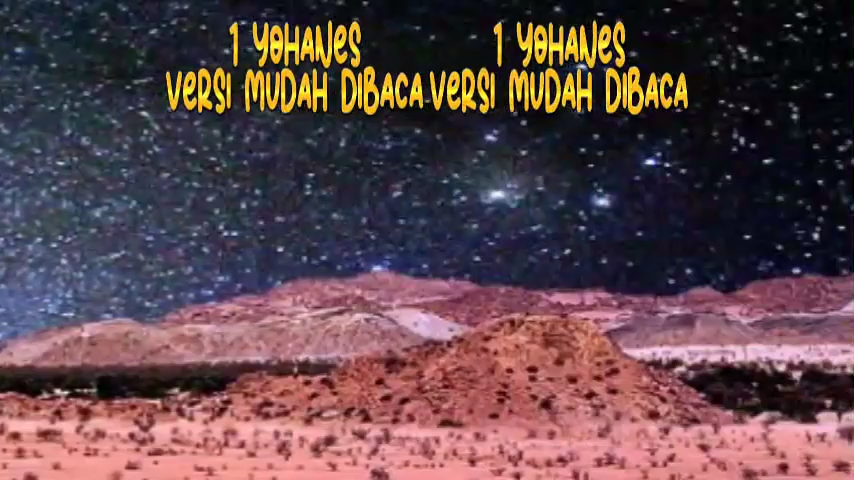 1 YOHANES 1 YOHANES
VERSI MUDAH DIBACA VERSI MUDAH DIBACA